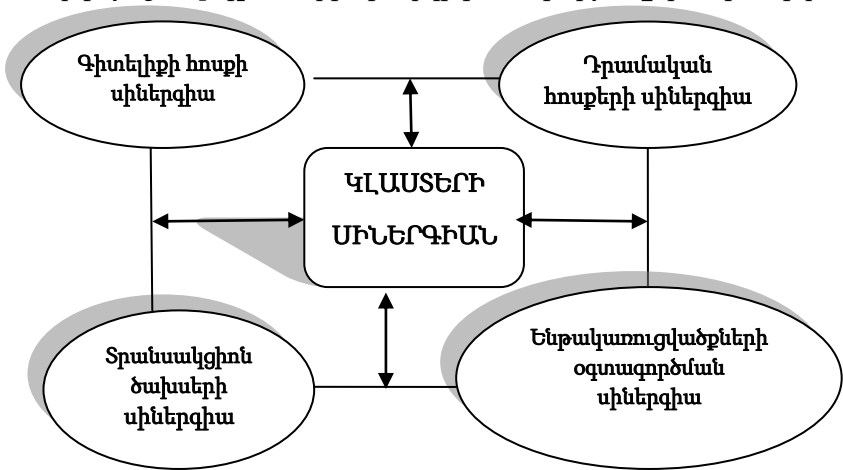 Գիտելիքի հոսքի
սիներգիա
Դրամական
հոսքերի սիներգիա
ԿԼԱՍՏԵՐԻ
ՍԻՆԵՐԳԻԱՆ
Տրանսակցիոն
ծախսերի
սիներգիա
Ենթակառուցվածքների
օգտագործման
սիներգիա